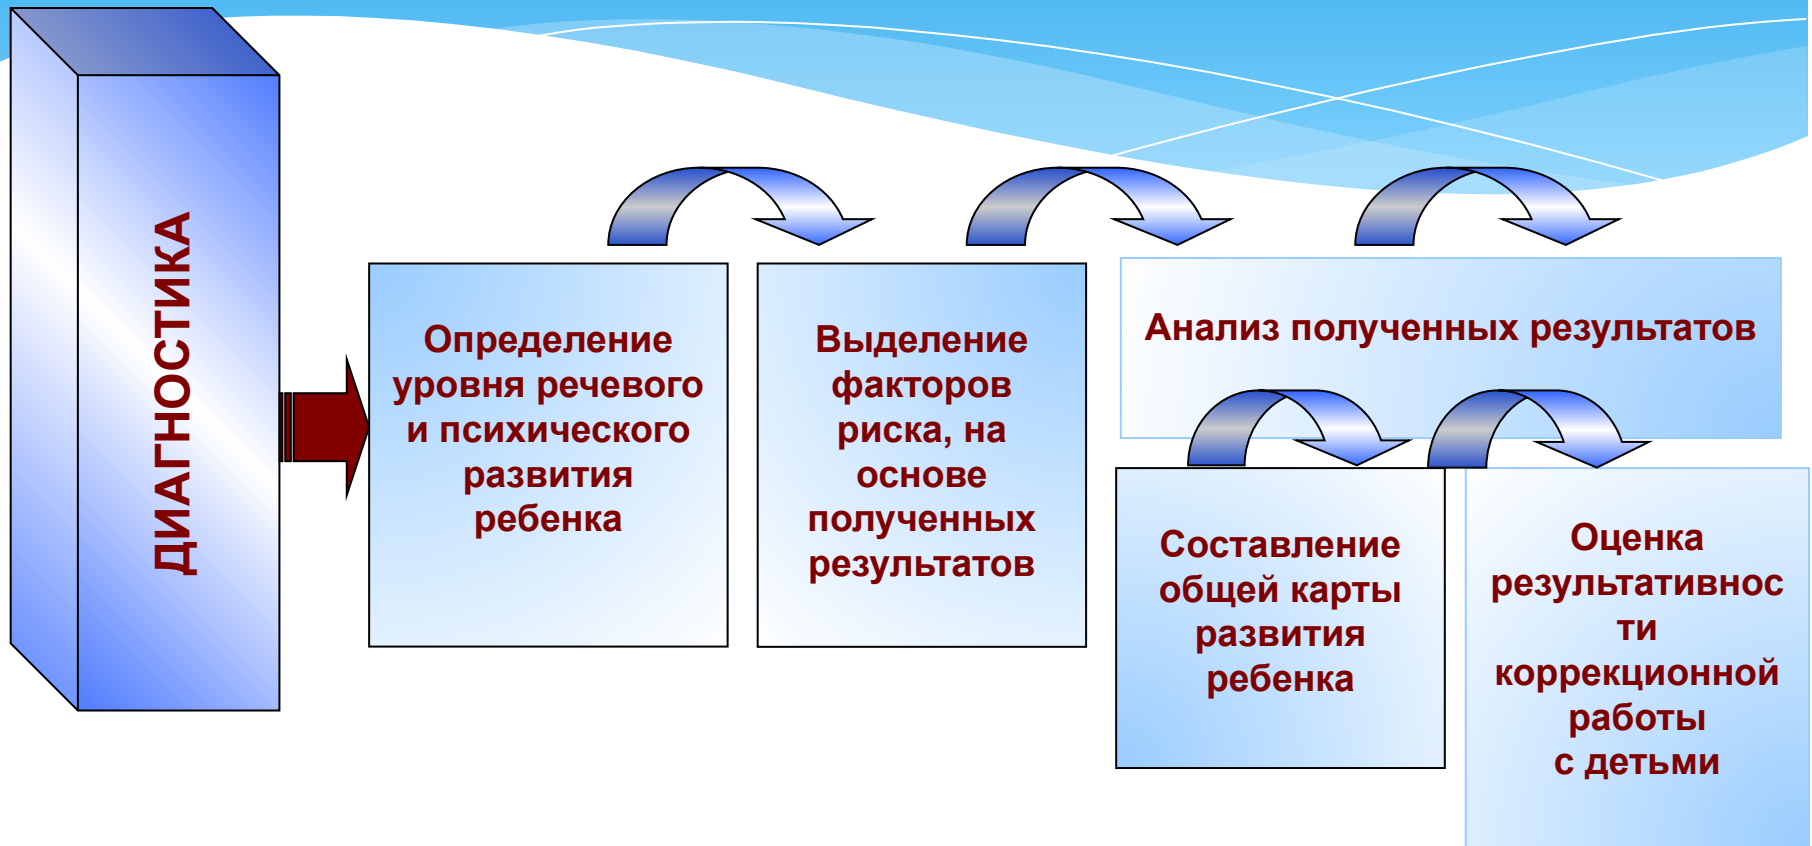 ДИАГНОСТИКА
Определение
уровня речевого
и психического
развития
ребенка
Выделение
факторов
риска, на
основе
полученных
результатов
Анализ полученных результатов
Составление
общей карты
развития
ребенка
Оценка
результативнос
ти
коррекционной
работы
с детьми